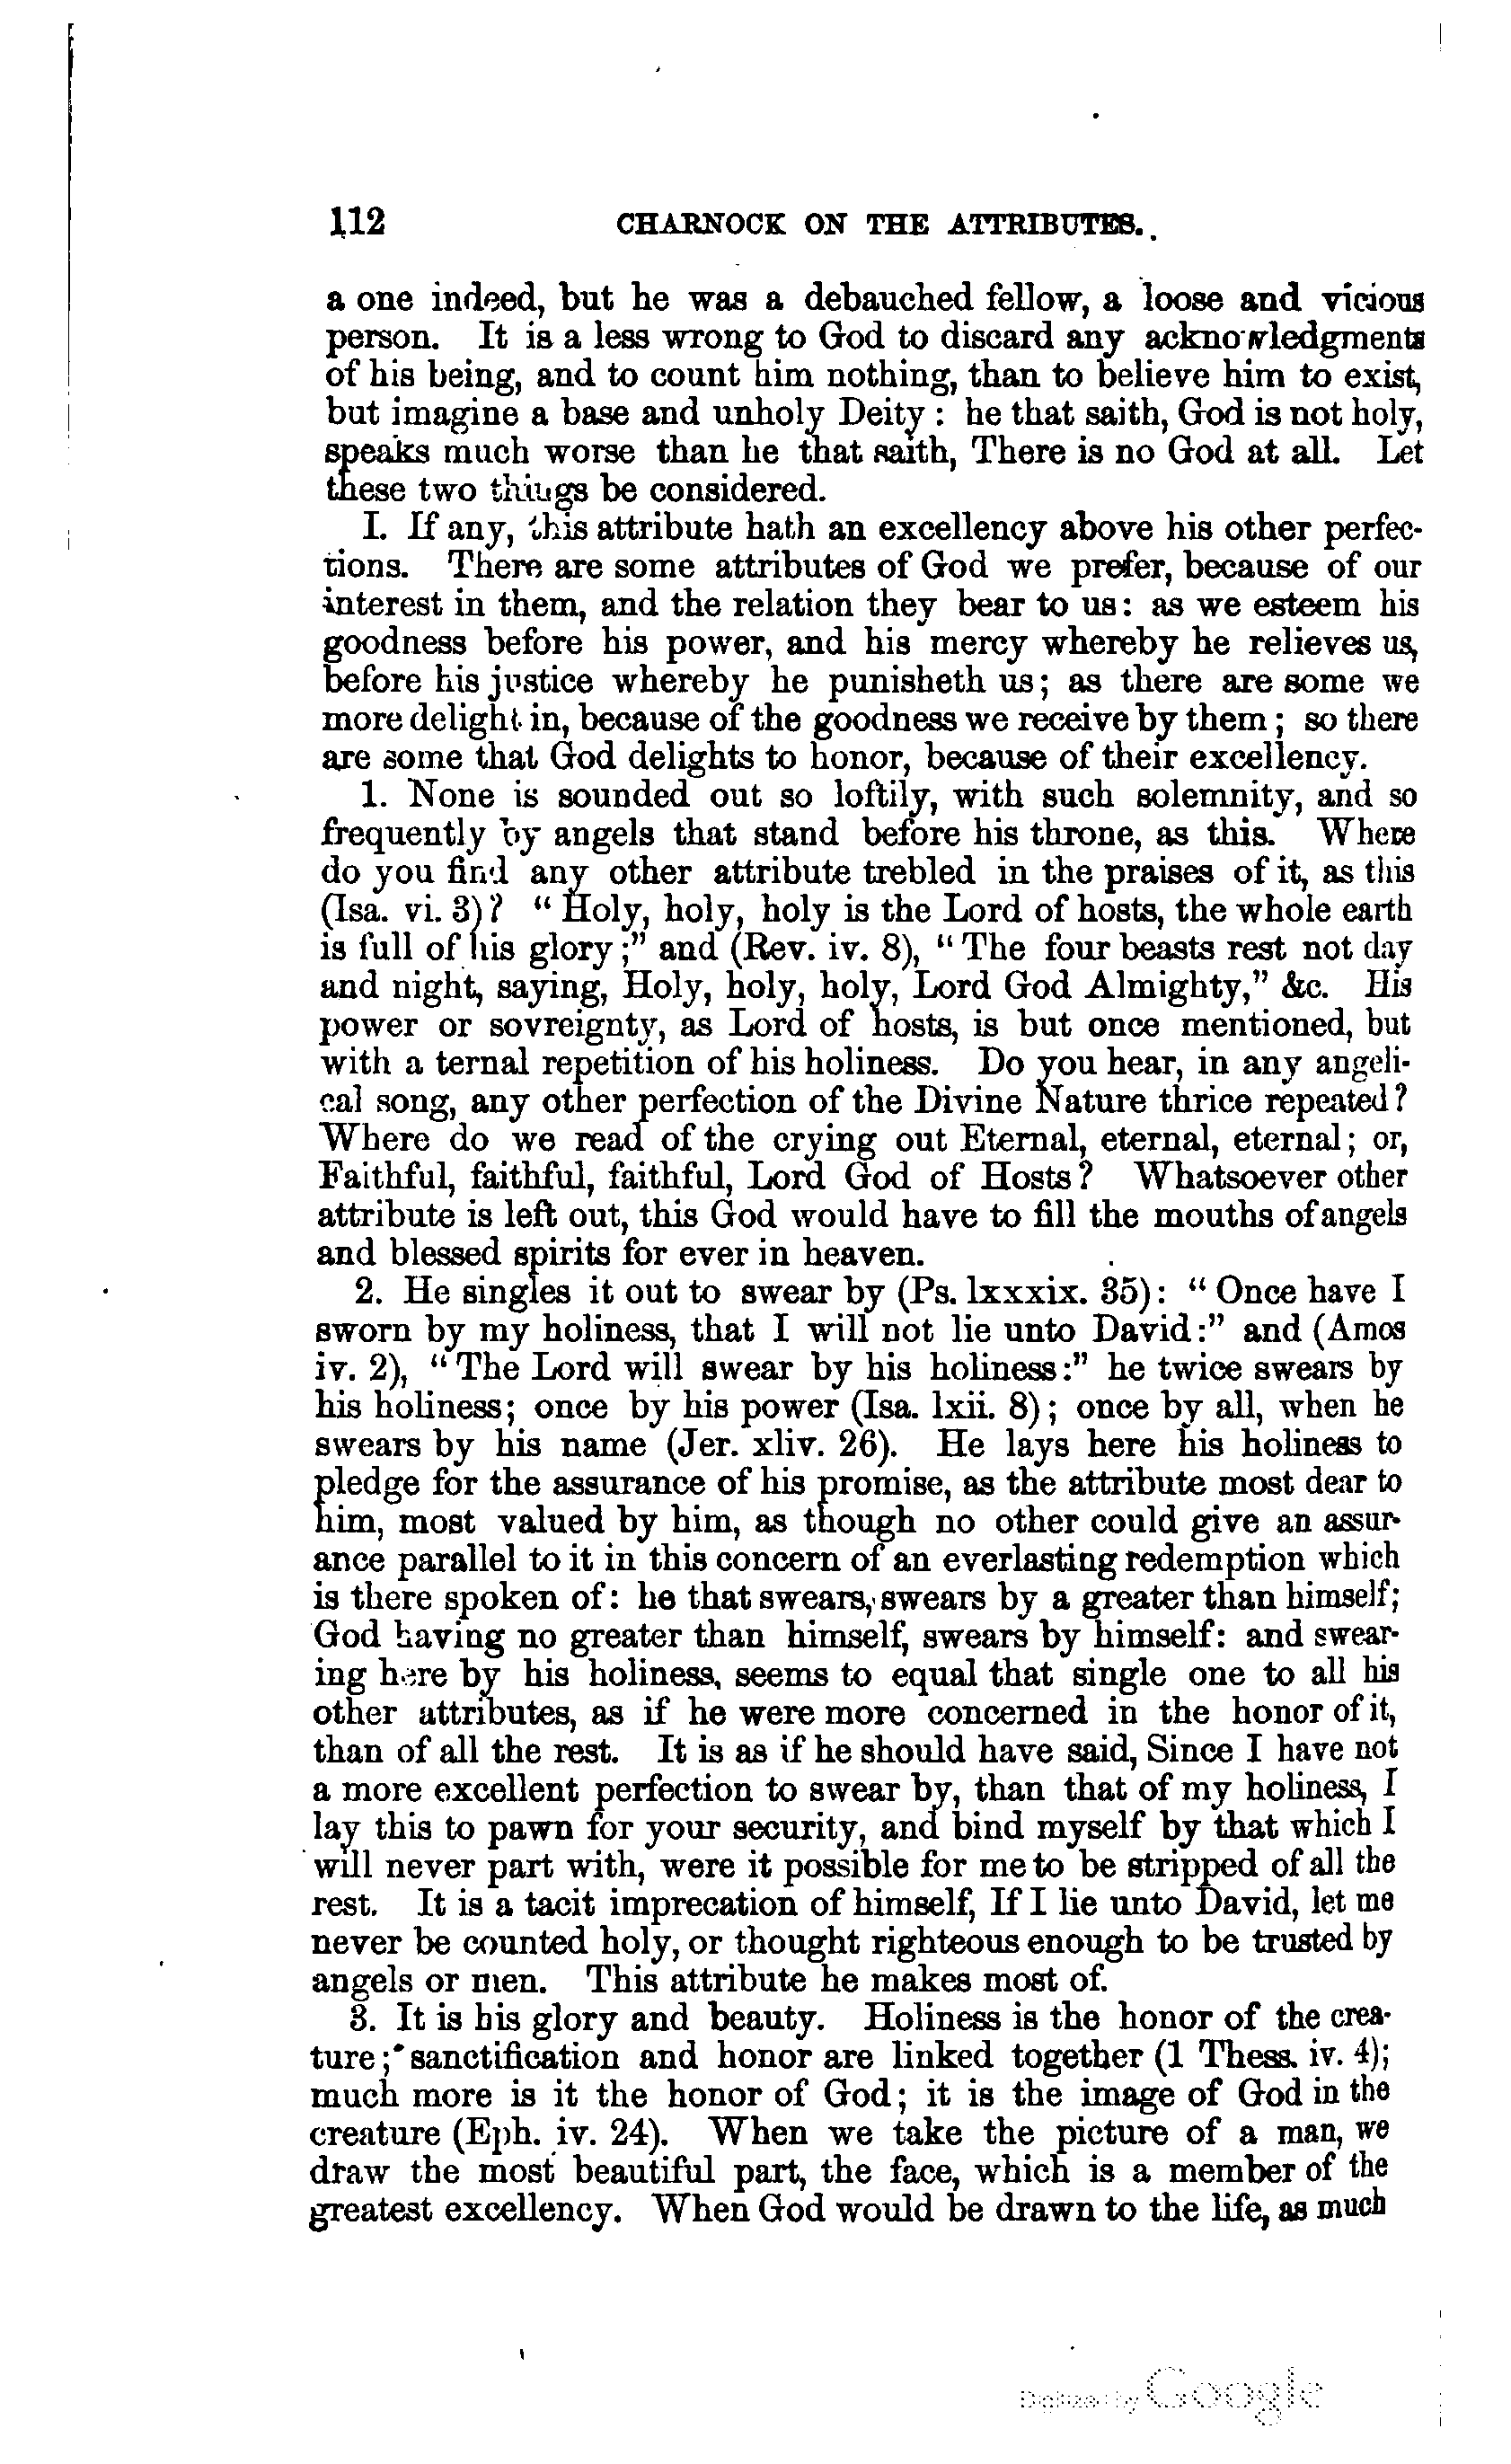 112 CHARNOCK ON THE ATTRIBUTES.
a one indeed, but he was a debauched fellow, a loose and vicious
person. It is a less wrong to God to discard any acknowledgments
of his being, and to count him nothing, than to believe him to exist,
but imagine a base and unholy Deity : he that saith, God is not holy,
speaks much worse than he that saith, There is no God at all. Let
these two things be considered.
I. If any, this attribute hath an excellency above his other perfec-
tions. There are some attributes of God we prefer, because of our
interest in them, and the relation they bear to us: as we esteem his
goodness before his power, and his mercy whereby he relieves us,
before his justice whereby he punisheth us; as there are some we
more delight in, because of the goodness we receive by them; so there
are some that God delights to honor, because of their excellency.
1. None is sounded out so loftily, with such solemnity, and so
frequently by angels that stand before his throne, as this. Where
do you find any other attribute trebled in the praises of it, as this
(Isa. vi. 3)? “Holy, holy, holy is the Lord of hosts, the whole earth
is full of his glory;” and (Rev. iv. 8), “The four beasts rest not day
and night, saying, Holy, holy, holy, Lord God Almighty,” &c. His
power or sovreignty, as Lord of hosts, is but once mentioned, but
with a ternal repetition of his holiness. Do you hear, in any angeli-
cal song, any other perfection of the Divine Nature thrice repeated?
Where do we read of the crying out Eternal, eternal, eternal; or,
Faithful, faithful, faithful, Lord God of Hosts? Whatsoever other
attribute is left out, this God would have to fill the mouths of angels
and blessed spirits for ever in heaven.
2. He singles it out to swear by (Ps. lxxxix. 35): “Once have I
sworn by my holiness, that I will not lie unto David:” and (Amos
iv. 2), “The Lord will swear by his holiness:” he twice swears by
his holiness; once by his power (Isa. lxii. 8); once by all, when he
swears by his name (Jer. xliv. 26). He lays here his holiness to
pledge for the assurance of his promise, as the attribute most dear to
him, most valued by him, as though no other could give an assur-
ance parallel to it in this concern of an everlasting redemption which
is there spoken of: he that swears, swears by a greater than himself;
God having no greater than himself, swears by himself: and swear-
ing here by his holiness, seems to equal that single one to all his
other attributes, as if he were more concerned in the honor of it,
than of all the rest. It is as if he should have said, Since I have not
a more excellent perfection to swear by, than that of my holiness, I
lay this to pawn for your security, and bind myself by that which I
will never part with, were it possible for me to be stripped of all the
rest. It is a tacit imprecation of himself, If I lie unto David, let me
never be counted holy, or thought righteous enough to be trusted by
angels or men. This attribute he makes most of.
3. It is his glory and beauty. Holiness is the honor of the crea-
ture; sanctification and honor are linked together (1 Thess. iv. 4);
much more is it the honor of God; it is the image of God in the
creature (Eph. iv. 24). When we take the picture of a man, we
draw the most beautiful part, the face, which is a member of the
greatest excellency. When God would be drawn to the life, as much
Digitized by Google